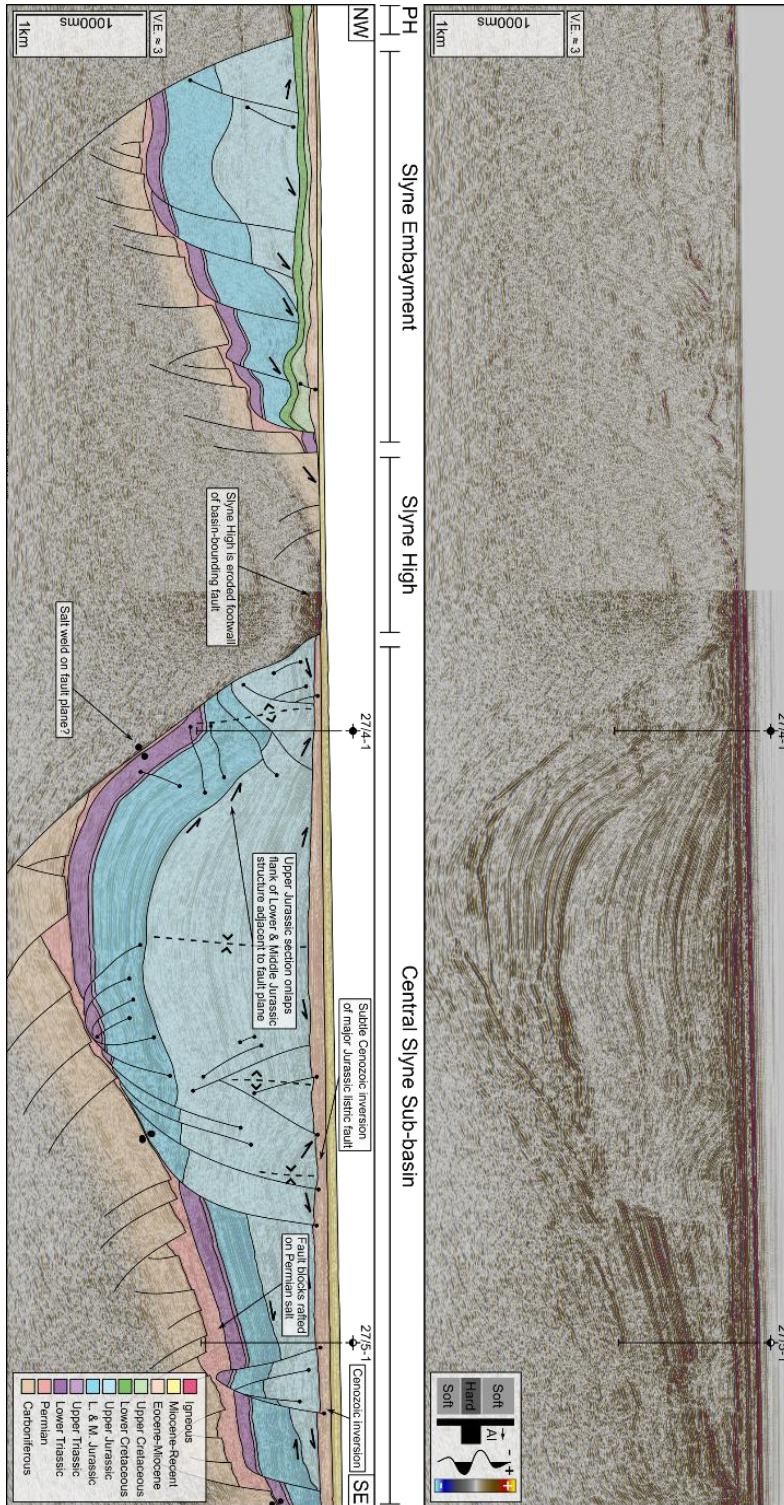 27/4-1
27/5-1
V.E. ≈ 3
1000ms
1km
Soft
Hard
Soft
AI
-
+
+
-
PH
Slyne Embayment
Slyne High
Central Slyne Sub-basin
NW
27/4-1
27/5-1
SE
Subtle Cenozoic inversion
of major Jurassic listric fault
Cenozoic inversion
Upper Jurassic section onlaps
flank of Lower & Middle Jurassic
structure adjacent to fault plane
Slyne High is eroded footwall
of basin-bounding fault
Fault blocks rafted
on Permian salt
Salt weld on fault plane?
V.E. ≈ 3
1000ms
1km
Igneous
Miocene-Recent
Eocene-Miocene
Upper Cretaceous
Lower Cretaceous
Upper Jurassic
L. & M. Jurassic
Upper Triassic
Lower Triassic
Permian
Carboniferous